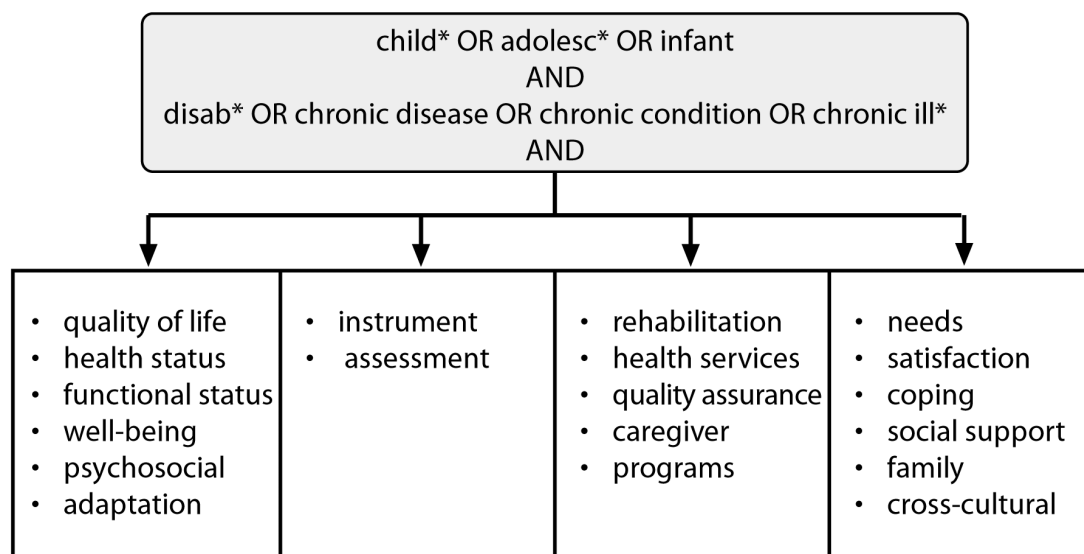 child* OR adolesc* OR infant
AND
disab* OR chronic disease OR chronic condition OR chronic ill*
AND
• quality of life
• health status
• functional status
• well-being
• psychosocial
• adaptation
• instrument
• assessment
• rehabilitation
• health services
• quality assurance
• caregiver
• programs
• needs
• satisfaction
• coping
• social support
• family
• cross-cultural